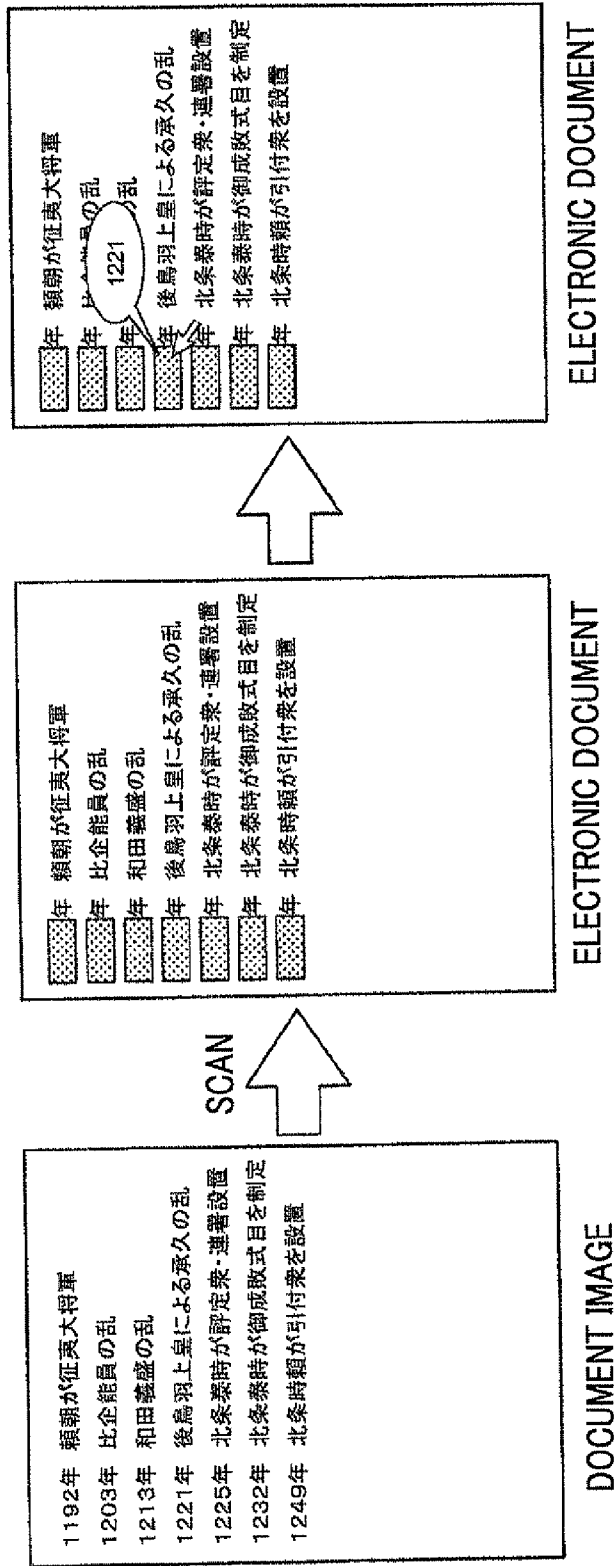 1192年 頼朝が征夷大将軍
1203年 比企能員の乱
1213年 和田義盛の乱
1221年 後鳥羽上皇による承久の乱
1225年 北条泰時が評定衆・連署設置
1232年 北条泰時が御成敗式目を制定
1249年 北条時頼が引付衆を設置
DOCUMENT IMAGE
SCAN
年 頼朝が征夷大将軍
年 比企能員の乱
年 和田義盛の乱
年 後鳥羽上皇による承久の乱
年 北条泰時が評定衆・連署設置
年 北条泰時が御成敗式目を制定
年 北条時頼が引付衆を設置
ELECTRONIC DOCUMENT
年 頼朝が征夷大将軍
年 の乱
年 の乱
1221
年 後鳥羽上皇による承久の乱
年 北条泰時が評定衆・連署設置
年 北条泰時が御成敗式目を制定
年 北条時頼が引付衆を設置
ELECTRONIC DOCUMENT